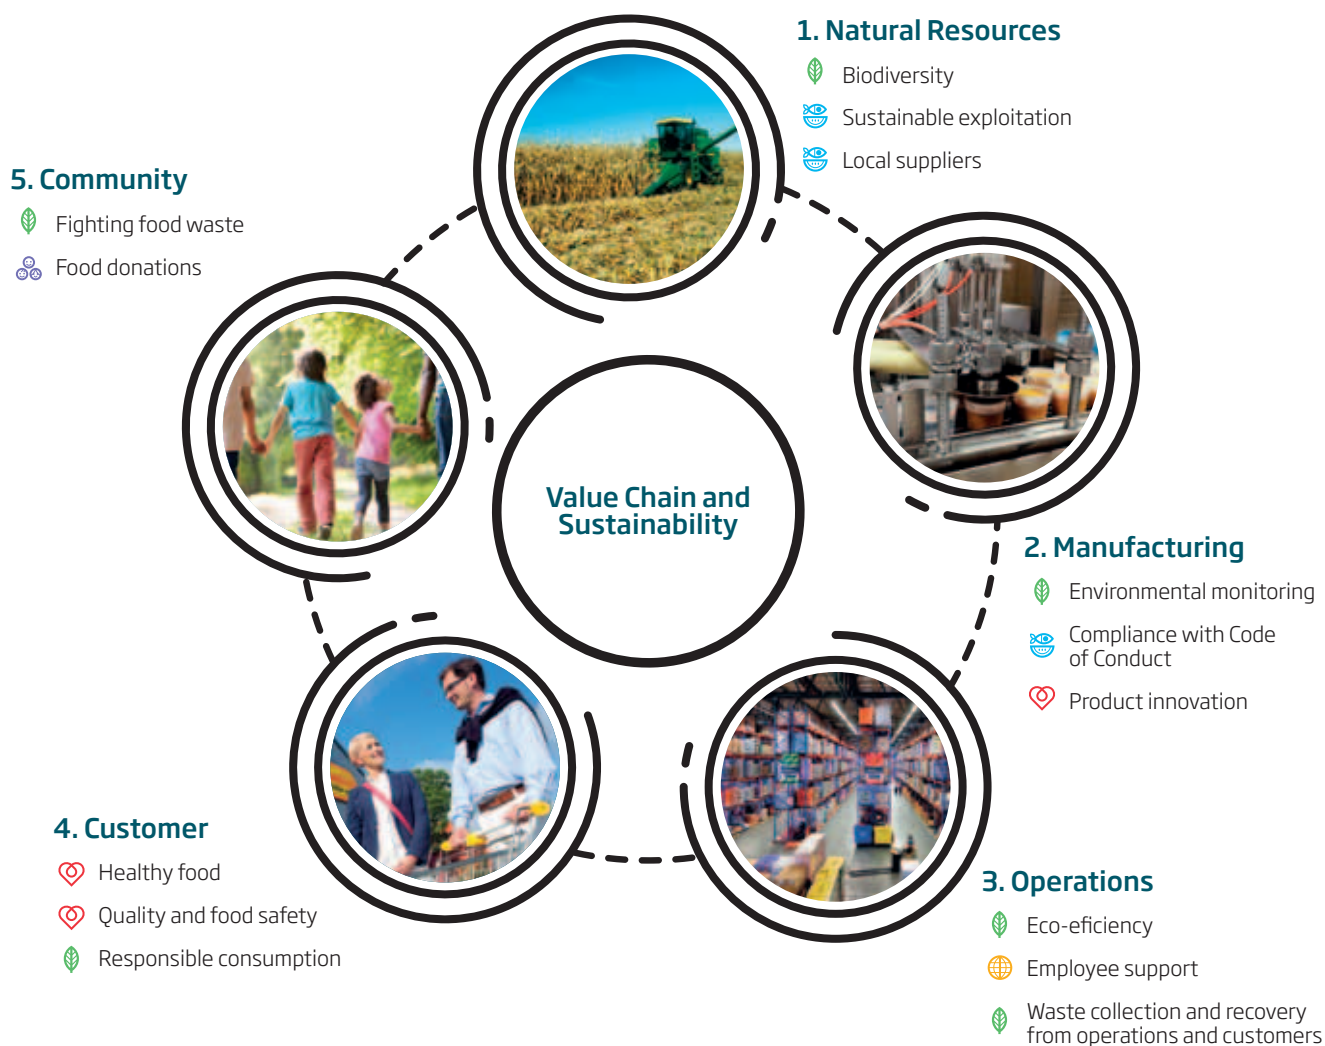 1. Natural Resources
Biodiversity
Sustainable exploitation
Local suppliers
2. Manufacturing
Environmental monitoring
Compliance with Code
of Conduct
Product innovation
3. Operations
Eco-eficiency
Employee support
Waste collection and recovery
from operations and customers
4. Customer
Healthy food
Quality and food safety
Responsible consumption
5. Community
Fighting food waste
Food donations
Value Chain and
Sustainability